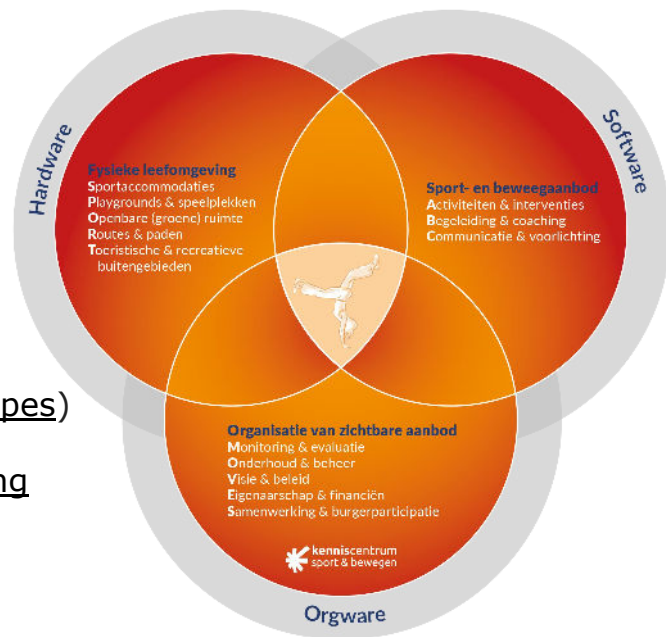 Hardware
Fysieke leefomgeving
Sportaccommodaties
Playgrounds & speelplekken
Openbare (groene) ruimte
Routes & paden
Toeristische & recreatieve
buitengebieden
Software
Sport- en beweegaanbod
Activiteiten & interventies
Begeleiding & coaching
Communicatie & voorlichting
pes)
ng
Organisatie van zichtbare aanbod
Monitoring & evaluatie
Onderhoud & beheer
Visie & beleid
Eigenaarschap & financiën
Samenwerking & burgerparticipatie
kenniscentrum
sport & bewegen
Orgware